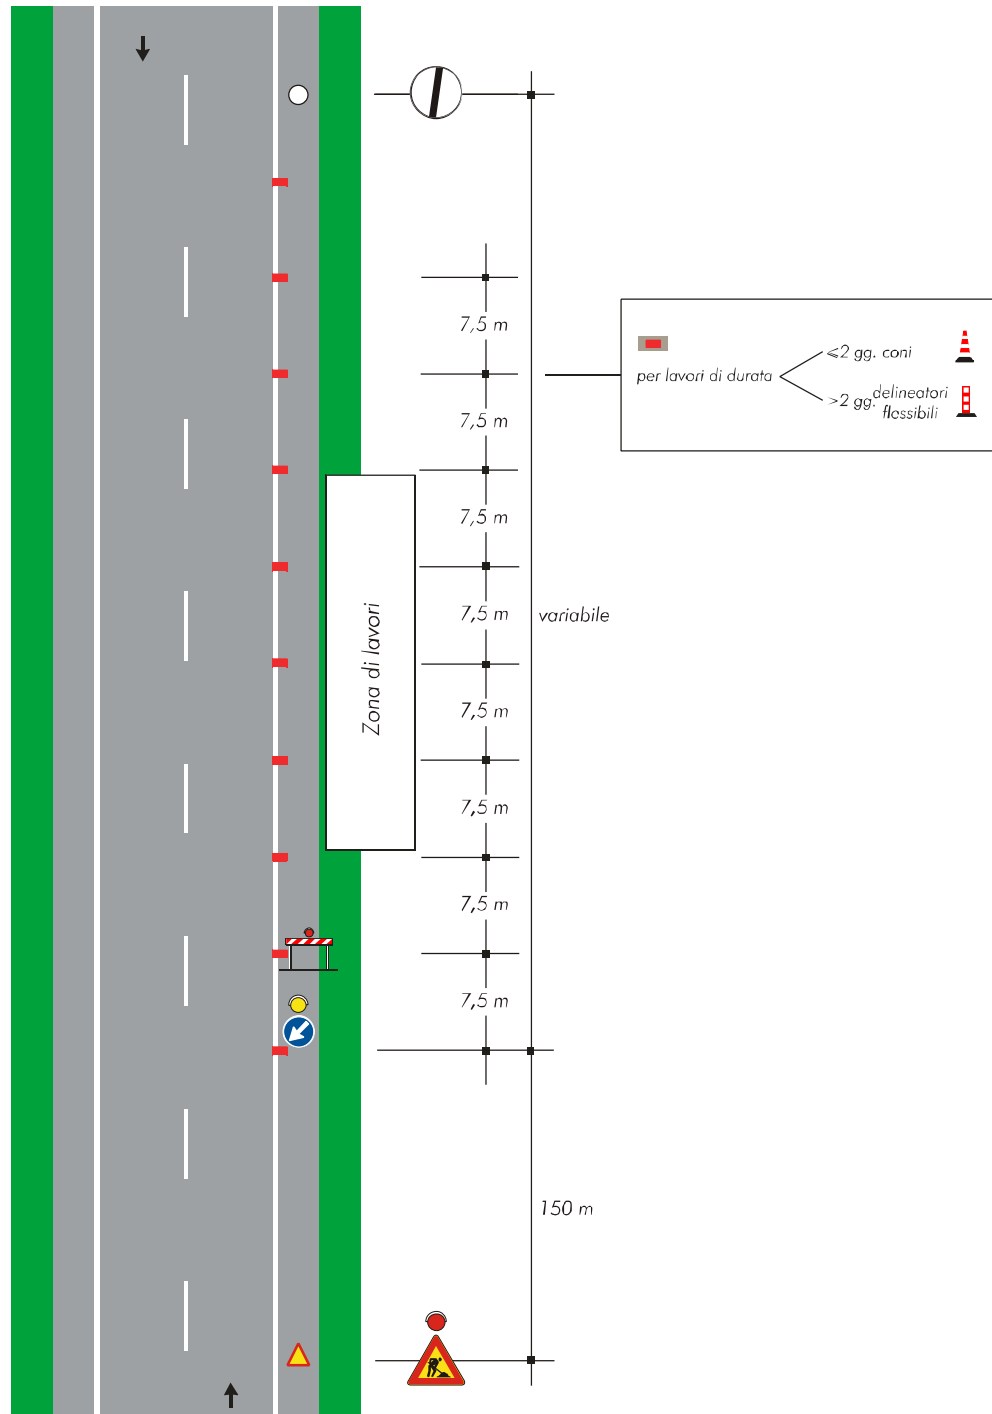 7,5 m
7,5 m
7,5 m
7,5 m
7,5 m
7,5 m
7,5 m
7,5 m
variabile
150 m
Zona di lavori
per lavori di durata
⩽2 gg. coni
>2 gg. delineatori
flessibili